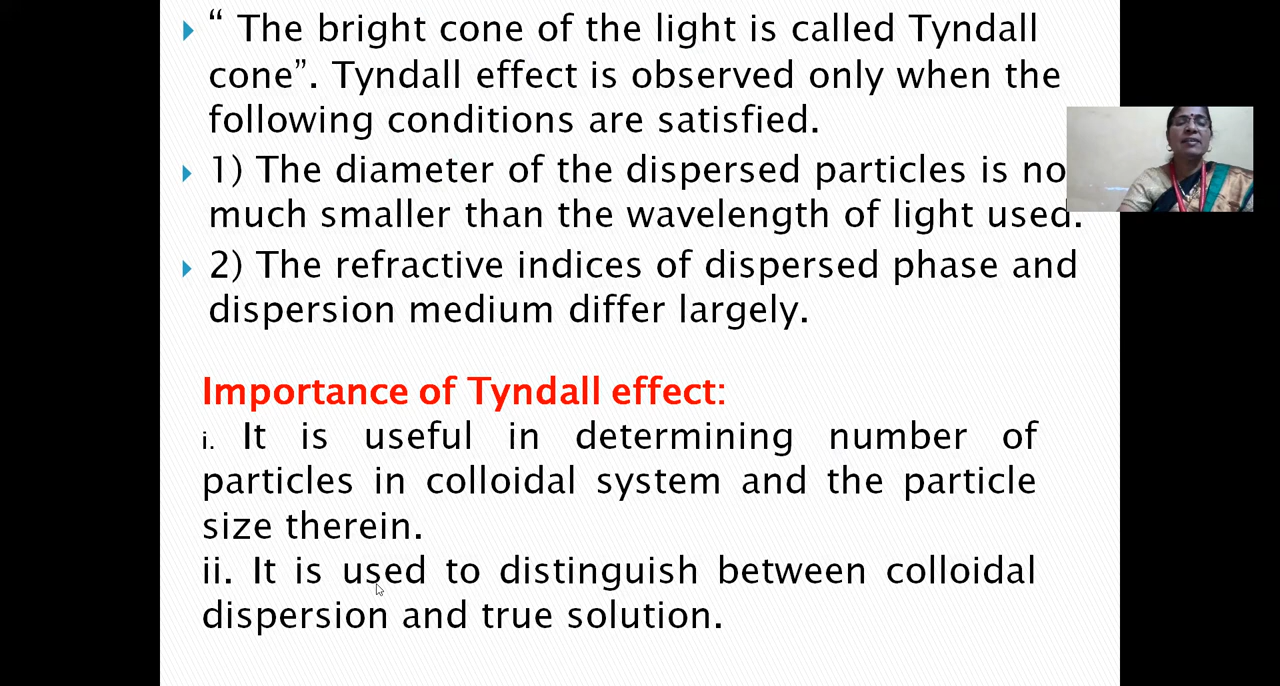 “ The bright cone of the light is called Tyndall
cone”. Tyndall effect is observed only when the
following conditions are satisfied.
1) The diameter of the dispersed particles is no
much smaller than the wavelength of light used.
2) The refractive indices of dispersed phase and
dispersion medium differ largely.
Importance of Tyndall effect:
i. It is useful in determining number of
particles in colloidal system and the particle
size therein.
ii. It is used to distinguish between colloidal
dispersion and true solution.